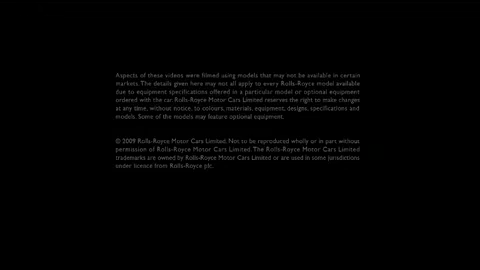 Aspects of these videos were filmed using models that may not be available in certain
markets. The details given here may not all apply to every Rolls-Royce model available
due to equipment specifications offered in a particular model or optional equipment
ordered with the car. Rolls-Royce Motor Cars Limited reserves the right to make changes
at any time, without notice, to colours, materials, equipment, designs, specifications and
models. Some of the models may feature optional equipment.
© 2009 Rolls-Royce Motor Cars Limited. Not to be reproduced wholly or in part without
permission of Rolls-Royce Motor Cars Limited. The Rolls-Royce Motor Cars Limited
trademarks are owned by Rolls-Royce Motor Cars Limited or are used in some jurisdictions
under licence from Rolls-Royce plc.